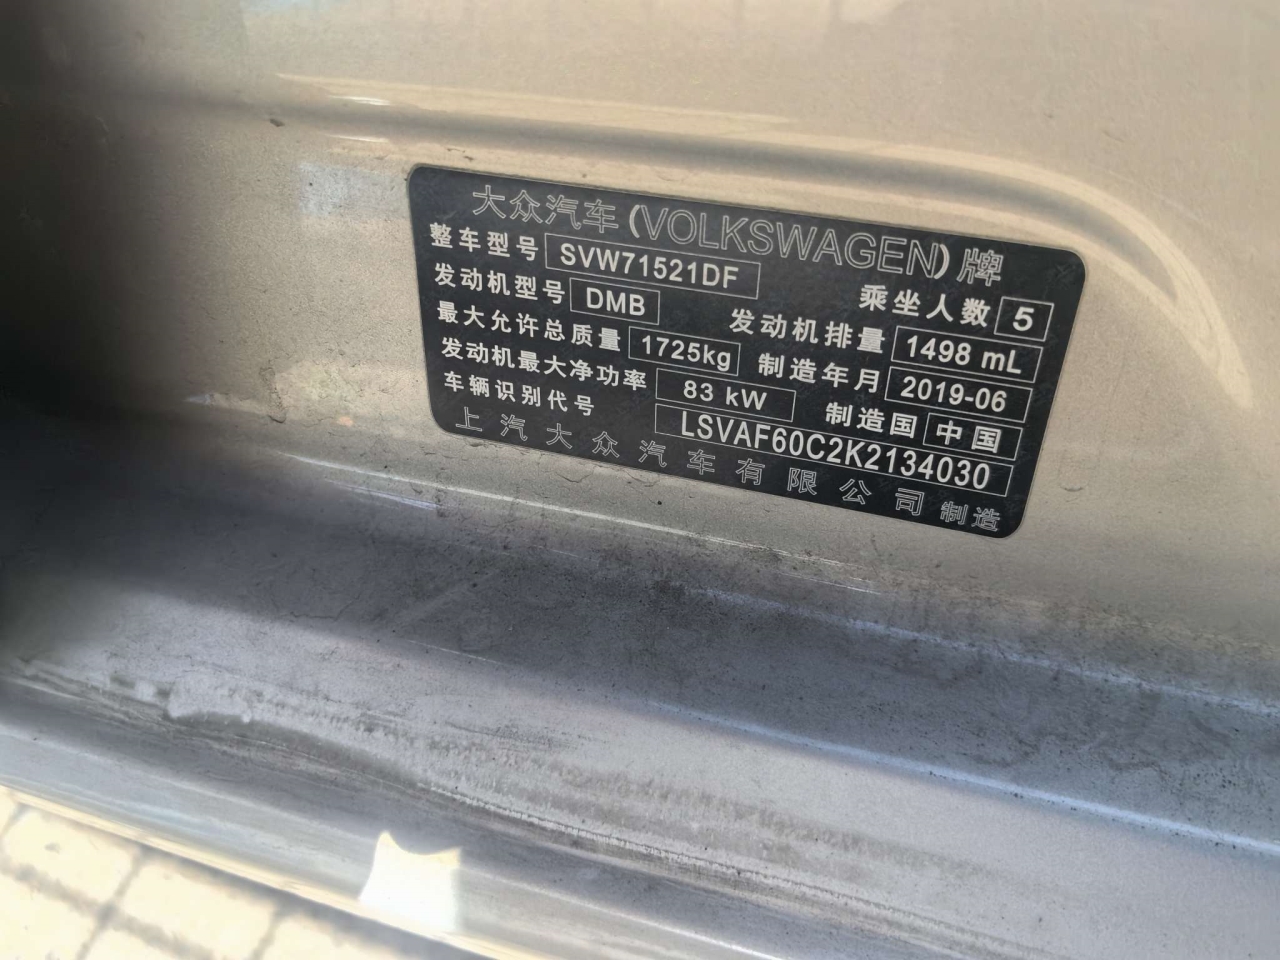 大众汽车(VOLKSWAGEN)牌
整车型号 SVW71521DF 乘坐人数 5
发动机型号 DMB 发动机排量 1498 mL
最大允许总质量 1725kg 制造年月 2019-06
发动机最大净功率 83 kW 制造国 中国
车辆识别代号 LSVAF60C2K2134030
上汽大众汽车有限公司制造